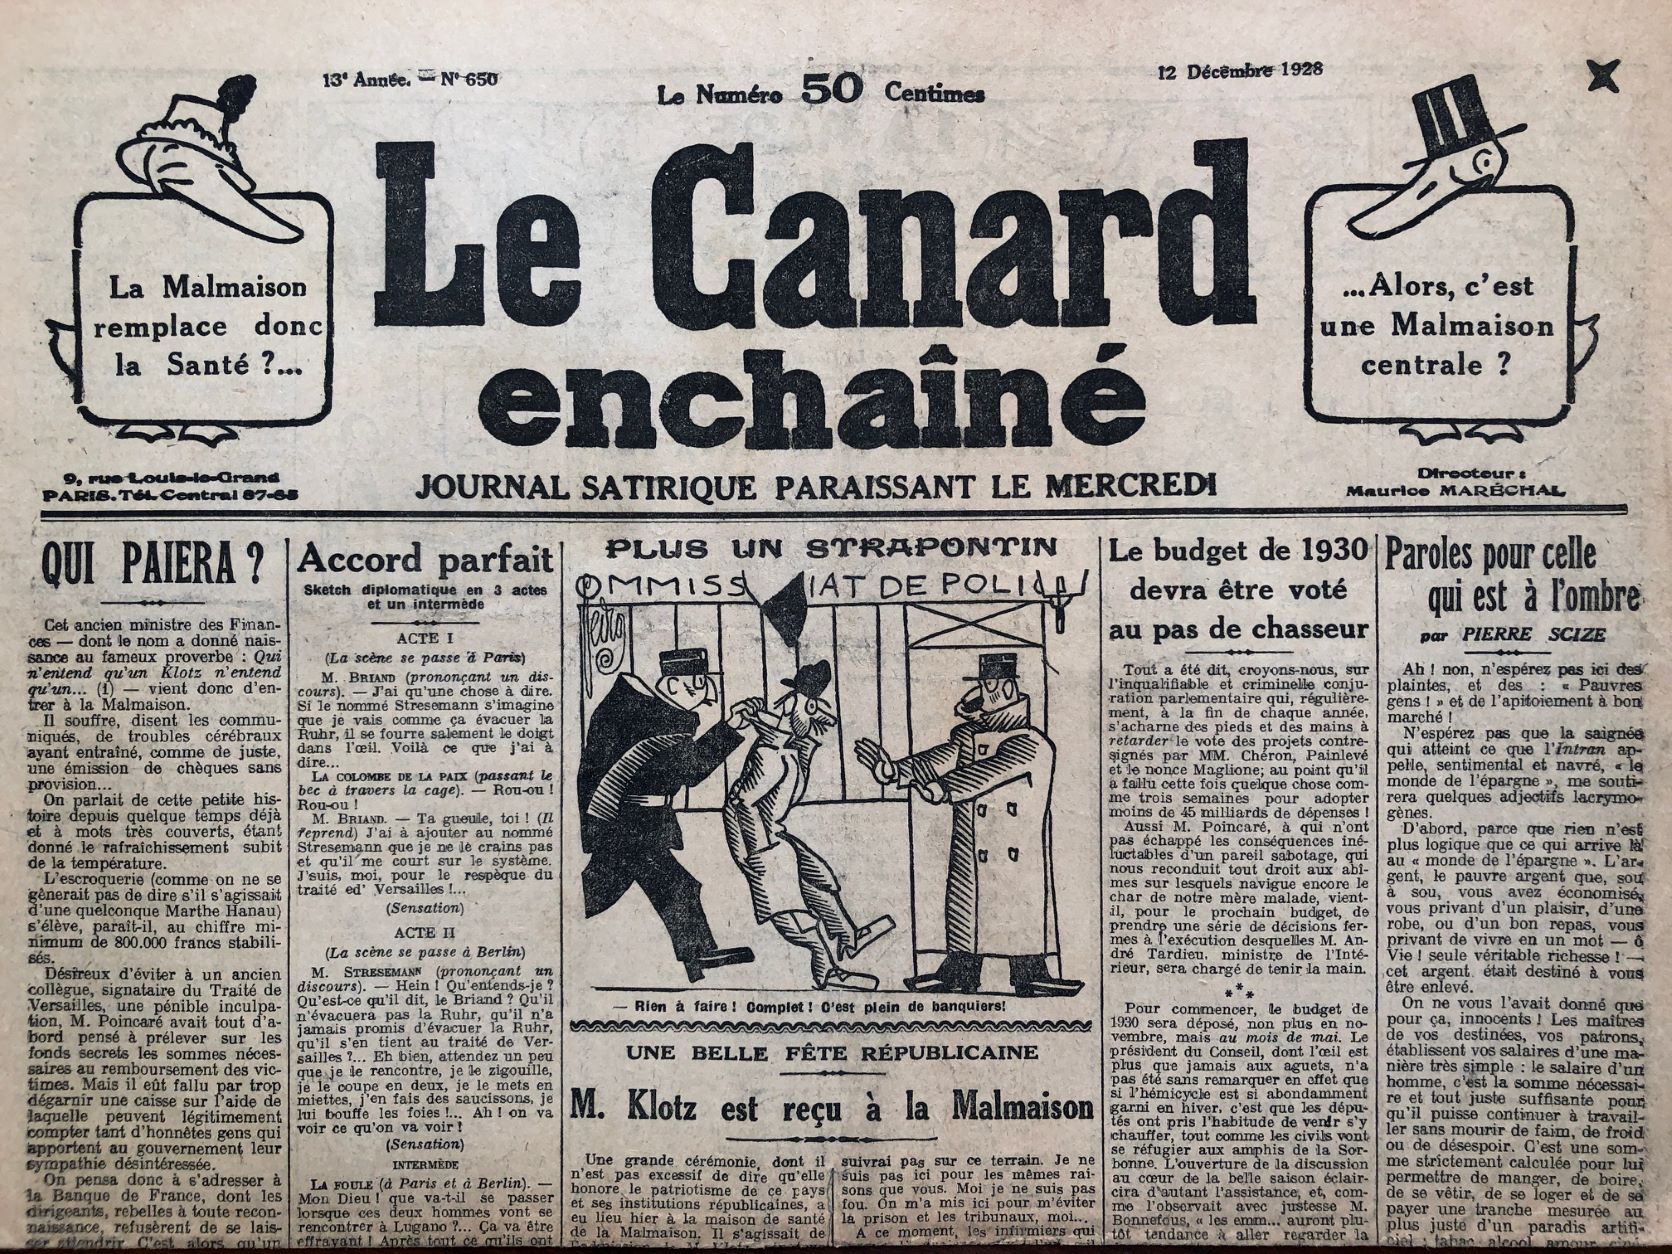 13e Année. — N° 650
Le Numéro 50 Centimes
12 Décembre 1928
La Malmaison
remplace donc
la Santé ?...
Le Canard
enchaîné
...Alors, c'est
une Malmaison
centrale ?
9, rue Louis-le-Grand
PARIS. Tél. Central 87-65
JOURNAL SATIRIQUE PARAISSANT LE MERCREDI
Directeur :
Maurice MARÉCHAL
QUI PAIERA ?
Cet ancien ministre des Finan-
ces — dont le nom a donné nais-
sance au fameux proverbe : Qui
n'entend qu'un Klotz n'entend
qu'un... (1) — vient donc d'en-
trer à la Malmaison.
Il souffre, disent les commu-
niqués, de troubles cérébraux
ayant entraîné, comme de juste,
une émission de chèques sans
provision...
On parlait de cette petite his-
toire depuis quelque temps déjà
et à mots très couverts, étant
donné le rafraîchissement subit
de la température.
L'escroquerie (comme on ne se
gênerait pas de dire s'il s'agissait
d'une quelconque Marthe Hanau)
s'élève, paraît-il, au chiffre mi-
nimum de 800.000 francs stabili-
sés.
Désireux d'éviter à un ancien
collègue, signataire du Traité de
Versailles, une pénible inculpa-
tion, M. Poincaré avait tout d'a-
bord pensé à prélever sur les
fonds secrets les sommes néces-
saires au remboursement des vic-
times. Mais il eût fallu par trop
dégarnir une caisse sur l'aide de
laquelle peuvent légitimement
compter tant d'honnêtes gens qui
apportent au gouvernement leur
sympathie désintéressée.
On pensa donc à s'adresser à
la Banque de France, dont les
dirigeants, rebelles à toute recon-
naissance, refusèrent de se lais-
ser attendrir. C'est alors qu'un
Accord parfait
Sketch diplomatique en 3 actes
et un intermède
ACTE I
(La scène se passe à Paris)
M. BRIAND (prononçant un dis-
cours). — J'ai qu'une chose à dire.
Si le nommé Stresemann s'imagine
que je vais comme ça évacuer la
Ruhr, il se fourre salement le doigt
dans l'œil. Voilà ce que j'ai à
dire...
LA COLOMBE DE LA PAIX (passant le
bec à travers la cage). — Rou-ou !
Rou-ou !
M. BRIAND. — Ta gueule, toi ! (Il
reprend) J'ai à ajouter au nommé
Stresemann que je ne le crains pas
et qu'il me court sur le système.
J'suis, moi, pour le respèque du
traité ed' Versailles !...
(Sensation)
ACTE II
(La scène se passe à Berlin)
M. STRESEMANN (prononçant un
discours). — Hein ! Qu'entends-je ?
Qu'est-ce qu'il dit, le Briand ? Qu'il
n'évacuera pas la Ruhr, qu'il n'a
jamais promis d'évacuer la Ruhr,
qu'il s'en tient au traité de Ver-
sailles ?... Eh bien, attendez un peu
que je le rencontre, je le zigouille,
je le coupe en deux, je le mets en
miettes, j'en fais des saucissons, je
lui bouffe les foies !... Ah ! on va
voir ce qu'on va voir !
(Sensation)
INTERMÈDE
LA FOULE (à Paris et à Berlin). —
Mon Dieu ! que va-t-il se passer
lorsque ces deux hommes vont se
rencontrer à Lugano ?... Ça va être
effrayant ! Après tout ce qu'ils ont
PLUS UN STRAPONTIN
OMMISS IAT DE POLI
— Rien à faire ! Complet ! C'est plein de banquiers!
UNE BELLE FÊTE RÉPUBLICAINE
M. Klotz est reçu à la Malmaison
Une grande cérémonie, dont il
n'est pas excessif de dire qu'elle
honore le patriotisme de ce pays
et ses institutions républicaines, a
eu lieu hier à la maison de santé
de la Malmaison. Il s'agissait de
suivrai pas sur ce terrain. Je ne
suis pas ici pour les mêmes rai-
sons que vous. Moi je ne suis pas
fou. On m'a mis ici pour m'éviter
la prison et les tribunaux, moi...
A ce moment, les infirmiers qui
Le budget de 1930
devra être voté
au pas de chasseur
Tout a été dit, croyons-nous, sur
l'inqualifiable et criminelle conju-
ration parlementaire qui, régulière-
ment, à la fin de chaque année,
s'acharne des pieds et des mains à
retarder le vote des projets contre-
signés par MM. Chéron, Painlevé
et le nonce Maglione; au point qu'il
a fallu cette fois quelque chose com-
me trois semaines pour adopter
moins de 45 milliards de dépenses !
Aussi M. Poincaré, à qui n'ont
pas échappé les conséquences iné-
luctables d'un pareil sabotage, qui
nous reconduit tout droit aux abî-
mes sur lesquels navigue encore le
char de notre mère malade, vient-
il, pour le prochain budget, de
prendre une série de décisions fer-
mes à l'exécution desquelles M. An-
dré Tardieu, ministre de l'Inté-
rieur, sera chargé de tenir la main.
***
Pour commencer, le budget de
1930 sera déposé, non plus en no-
vembre, mais au mois de mai. Le
président du Conseil, dont l'œil est
plus que jamais aux aguets, n'a
pas été sans remarquer en effet que
si l'hémicycle est si abondamment
garni en hiver, c'est que les dépu-
tés ont pris l'habitude de venir s'y
chauffer, tout comme les civils vont
se réfugier aux amphis de la Sor-
bonne. L'ouverture de la discussion
au cœur de la belle saison éclair-
cira d'autant l'assistance, et, com-
me l'observait avec justesse M.
Bonnefous, « les emm... auront plu-
tôt tendance à aller regarder la
Paroles pour celle
qui est à l'ombre
par PIERRE SCIZE
Ah ! non, n'espérez pas ici des
plaintes, et des : « Pauvres
gens ! » et de l'apitoiement à bon
marché !
N'espérez pas que la saignée
qui atteint ce que l'Intran ap-
pelle, sentimental et navré, « le
monde de l'épargne », me souti-
rera quelques adjectifs lacrymo-
gènes.
D'abord, parce que rien n'est
plus logique que ce qui arrive là
au « monde de l'épargne ». L'ar-
gent, le pauvre argent que, sou
à sou, vous avez économisé,
vous privant d'un plaisir, d'une
robe, ou d'un bon repas, vous
privant de vivre en un mot — ô
Vie ! seule véritable richesse ! —
cet argent était destiné à vous
être enlevé.
On ne vous l'avait donné que
pour ça, innocents ! Les maîtres
de vos destinées, vos patrons,
établissent vos salaires d'une ma-
nière très simple : le salaire d'un
homme, c'est la somme nécessai-
re et tout juste suffisante pour
qu'il puisse continuer à travail-
ler sans mourir de faim, de froid
ou de désespoir. C'est une som-
me strictement calculée pour lui
permettre de manger, de boire,
de se vêtir, de se loger et de se
payer une tranche mesurée au
plus juste d'un paradis artifi-
ciel : tabac, alcool, amour, ciné